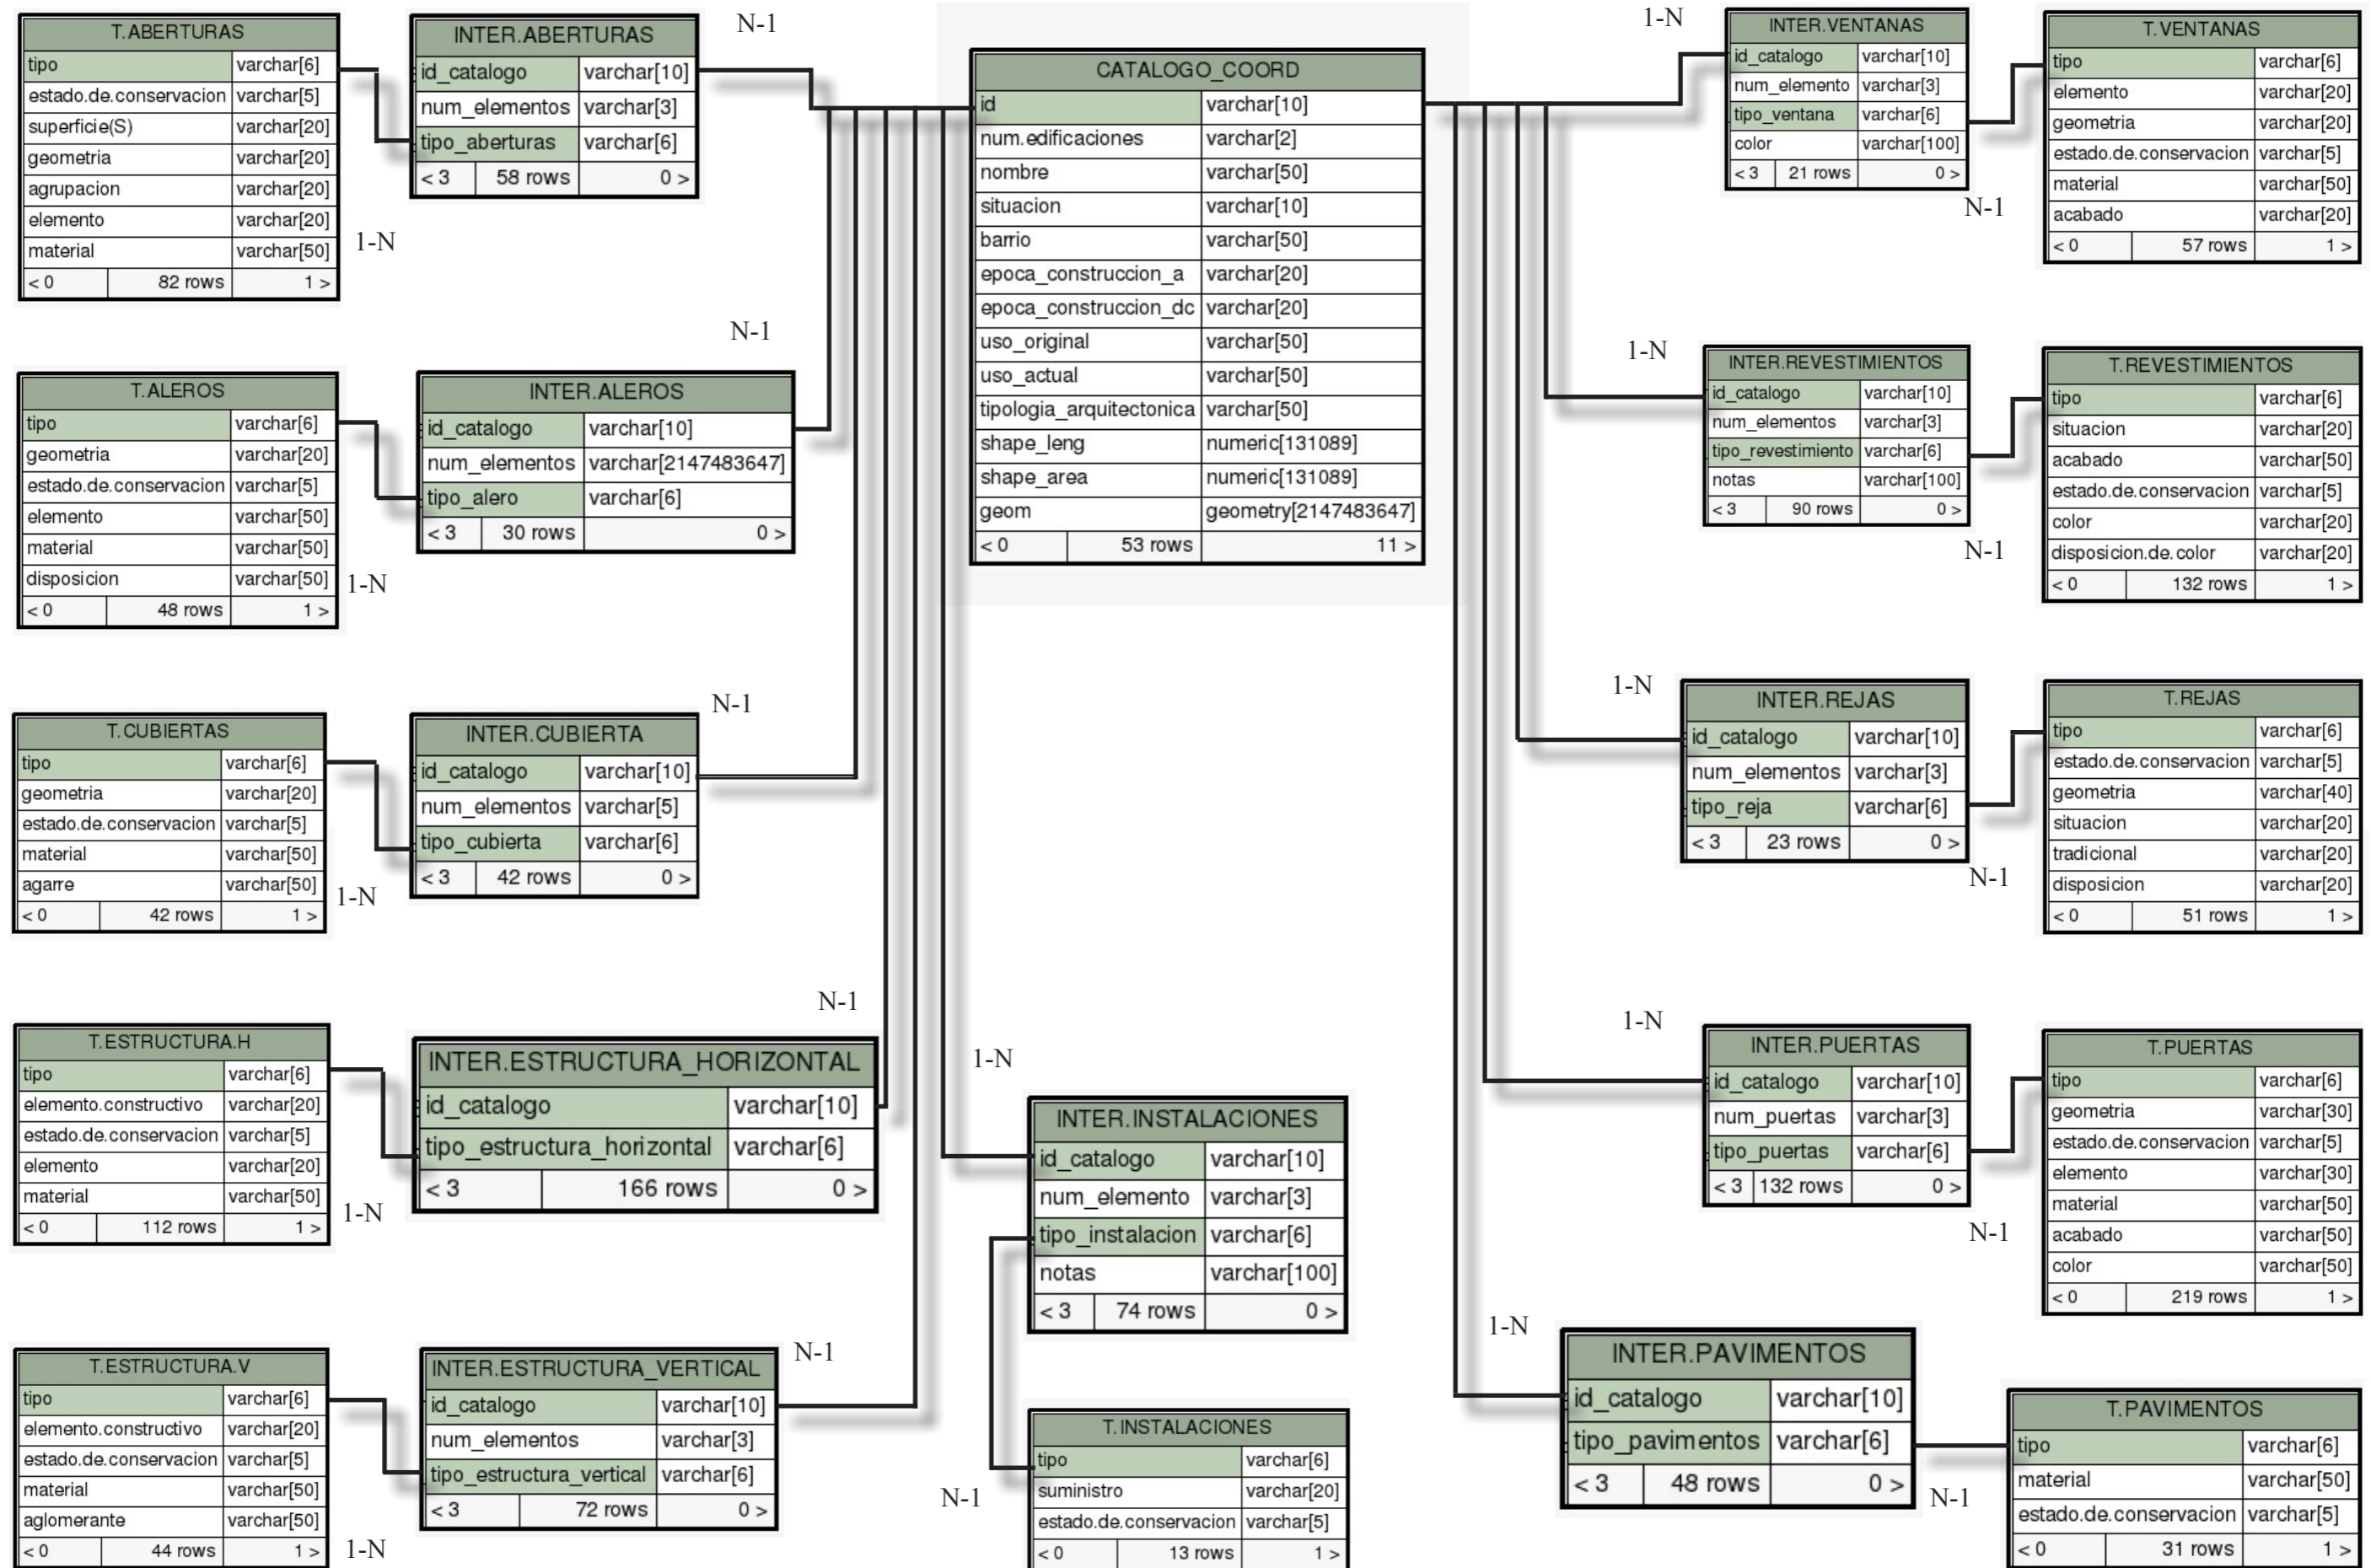 T.ABERTURAS
tipo varchar[6]
estado.de.conservacion varchar[5]
superficie(S) varchar[20]
geometria varchar[20]
agrupacion varchar[20]
elemento varchar[20]
material varchar[50]
< 0 82 rows 1 >
1-N
INTER.ABERTURAS
id_catalogo varchar[10]
num_elementos varchar[3]
tipo_aberturas varchar[6]
< 3 58 rows 0 >
N-1
T.ALEROS
tipo varchar[6]
geometria varchar[20]
estado.de.conservacion varchar[5]
elemento varchar[50]
material varchar[50]
disposicion varchar[50]
< 0 48 rows 1 >
1-N
INTER.ALEROS
id_catalogo varchar[10]
num_elementos varchar[2147483647]
tipo_alero varchar[6]
< 3 30 rows 0 >
N-1
T.CUBIERTAS
tipo varchar[6]
geometria varchar[20]
estado.de.conservacion varchar[5]
material varchar[50]
agarre varchar[50]
< 0 42 rows 1 >
1-N
INTER.CUBIERTA
id_catalogo varchar[10]
num_elementos varchar[5]
tipo_cubierta varchar[6]
< 3 42 rows 0 >
N-1
T.ESTRUCTURA.H
tipo varchar[6]
elemento.constructivo varchar[20]
estado.de.conservacion varchar[5]
elemento varchar[20]
material varchar[50]
< 0 112 rows 1 >
1-N
INTER.ESTRUCTURA_HORIZONTAL
id_catalogo varchar[10]
tipo_estructura_horizontal varchar[6]
< 3 166 rows 0 >
N-1
T.ESTRUCTURA.V
tipo varchar[6]
elemento.constructivo varchar[20]
estado.de.conservacion varchar[5]
material varchar[50]
aglomerante varchar[50]
< 0 44 rows 1 >
1-N
INTER.ESTRUCTURA_VERTICAL
id_catalogo varchar[10]
num_elementos varchar[3]
tipo_estructura_vertical varchar[6]
< 3 72 rows 0 >
N-1
CATALOGO_COORD
id varchar[10]
num.edificaciones varchar[2]
nombre varchar[50]
situacion varchar[10]
barrio varchar[50]
epoca_construccion_a varchar[20]
epoca_construccion_dc varchar[20]
uso_original varchar[50]
uso_actual varchar[50]
tipologia_arquitectonica varchar[50]
shape_leng numeric[131089]
shape_area numeric[131089]
geom geometry[2147483647]
< 0 53 rows 11 >
1-N
INTER.INSTALACIONES
id_catalogo varchar[10]
num_elemento varchar[3]
tipo_instalacion varchar[6]
notas varchar[100]
< 3 74 rows 0 >
N-1
T.INSTALACIONES
tipo varchar[6]
suministro varchar[20]
estado.de.conservacion varchar[5]
< 0 13 rows 1 >
1-N
INTER.VENTANAS
id_catalogo varchar[10]
num_elemento varchar[3]
tipo_ventana varchar[6]
color varchar[100]
< 3 21 rows 0 >
N-1
T.VENTANAS
tipo varchar[6]
elemento varchar[20]
geometria varchar[20]
estado.de.conservacion varchar[5]
material varchar[50]
acabado varchar[20]
< 0 57 rows 1 >
1-N
INTER.REVESTIMIENTOS
id_catalogo varchar[10]
num_elementos varchar[3]
tipo_revestimiento varchar[6]
notas varchar[100]
< 3 90 rows 0 >
N-1
T.REVESTIMIENTOS
tipo varchar[6]
situacion varchar[20]
acabado varchar[50]
estado.de.conservacion varchar[5]
color varchar[20]
disposicion.de.color varchar[20]
< 0 132 rows 1 >
1-N
INTER.REJAS
id_catalogo varchar[10]
num_elementos varchar[3]
tipo_reja varchar[6]
< 3 23 rows 0 >
N-1
T.REJAS
tipo varchar[6]
estado.de.conservacion varchar[5]
geometria varchar[40]
situacion varchar[20]
tradicional varchar[20]
disposicion varchar[20]
< 0 51 rows 1 >
1-N
INTER.PUERTAS
id_catalogo varchar[10]
num_puertas varchar[3]
tipo_puertas varchar[6]
< 3 132 rows 0 >
N-1
T.PUERTAS
tipo varchar[6]
geometria varchar[30]
estado.de.conservacion varchar[5]
elemento varchar[30]
material varchar[50]
acabado varchar[50]
color varchar[50]
< 0 219 rows 1 >
1-N
INTER.PAVIMENTOS
id_catalogo varchar[10]
tipo_pavimentos varchar[6]
< 3 48 rows 0 >
N-1
T.PAVIMENTOS
tipo varchar[6]
material varchar[50]
estado.de.conservacion varchar[5]
< 0 31 rows 1 >